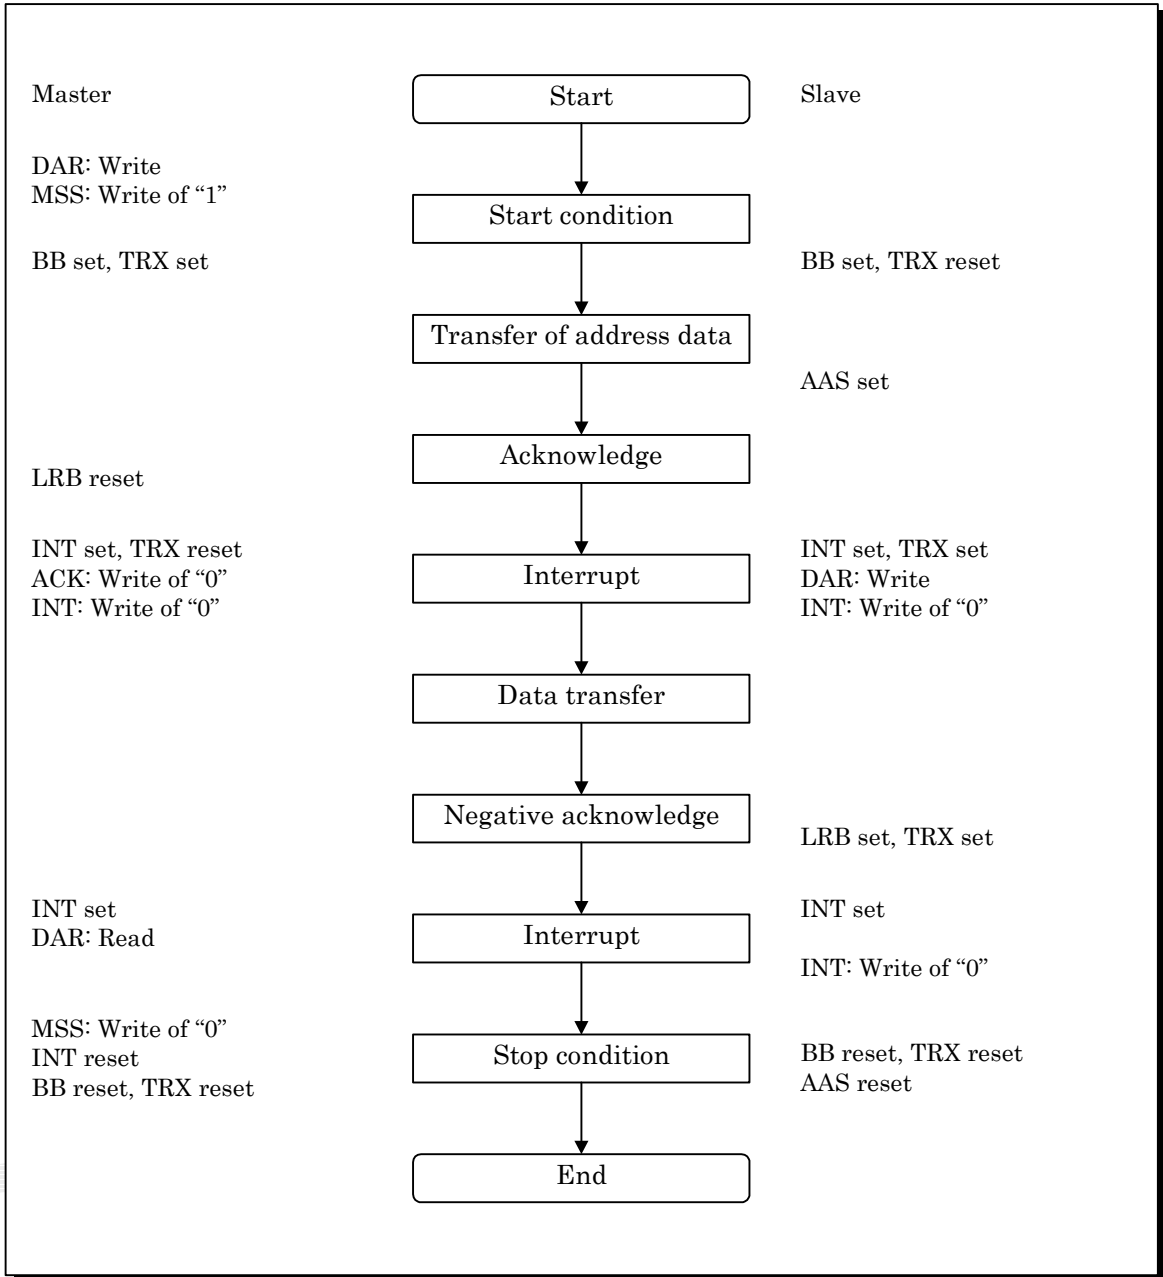 Master
Start
Slave
DAR: Write
MSS: Write of “1”
Start condition
BB set, TRX set
BB set, TRX reset
Transfer of address data
AAS set
Acknowledge
LRB reset
INT set, TRX reset
ACK: Write of “0”
INT: Write of “0”
Interrupt
INT set, TRX set
DAR: Write
INT: Write of “0”
Data transfer
Negative acknowledge
LRB set, TRX set
INT set
DAR: Read
Interrupt
INT set
INT: Write of “0”
MSS: Write of “0”
INT reset
BB reset, TRX reset
Stop condition
BB reset, TRX reset
AAS reset
End